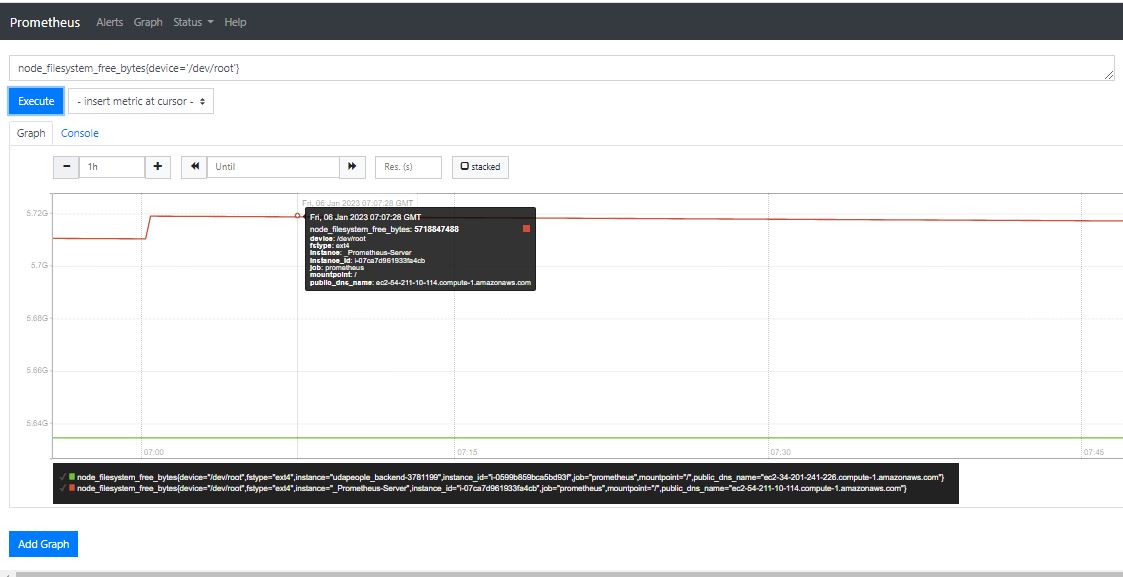 Prometheus Alerts Graph Status Help
node_filesystem_free_bytes{device='/dev/root'}
Execute - insert metric at cursor -
Graph Console
− 1h + Until Res. (s) stacked
Fri, 06 Jan 2023 07:07:28 GMT
5.72G
Fri, 06 Jan 2023 07:07:28 GMT
node_filesystem_free_bytes: 5718847488
device: /dev/root
fstype: ext4
instance: _Prometheus-Server
instance_id: i-07ca7d961933fa4cb
job: prometheus
mountpoint: /
public_dns_name: ec2-54-211-10-114.compute-1.amazonaws.com
5.7G
5.68G
5.66G
5.64G
07:00 07:15 07:30 07:45
✓ node_filesystem_free_bytes{device="/dev/root",fstype="ext4",instance="udapeople_backend-3781199",instance_id="i-0599b859bca5bd93f",job="prometheus",mountpoint="/",public_dns_name="ec2-34-201-241-226.compute-1.amazonaws.com"}
✓ node_filesystem_free_bytes{device="/dev/root",fstype="ext4",instance="_Prometheus-Server",instance_id="i-07ca7d961933fa4cb",job="prometheus",mountpoint="/",public_dns_name="ec2-54-211-10-114.compute-1.amazonaws.com"}
Add Graph